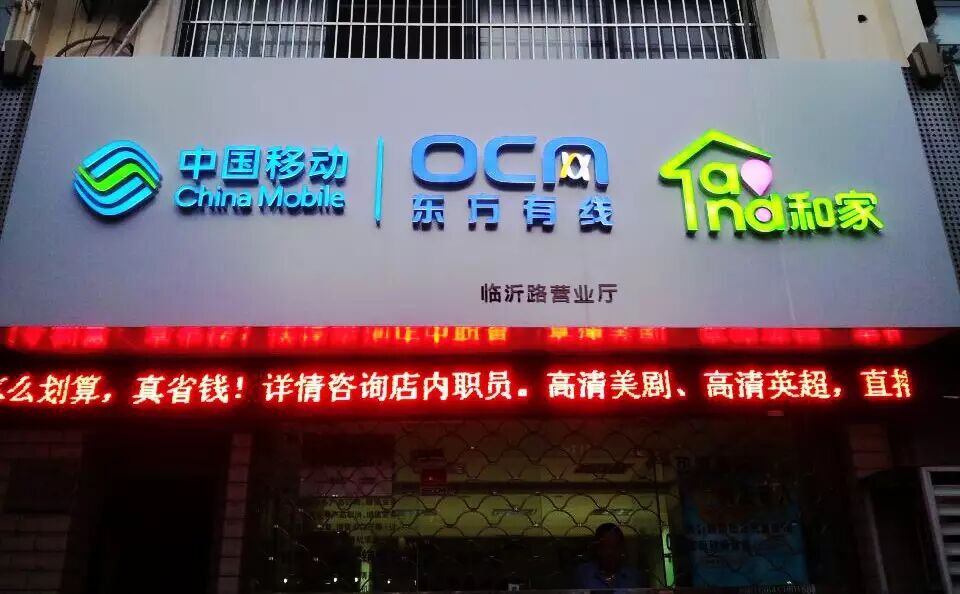 中国移动
China Mobile
OCN
东方有线
and
和家
临沂路营业厅
么划算，真省钱！详情咨询店内职员。高清美剧、高清英超，直播